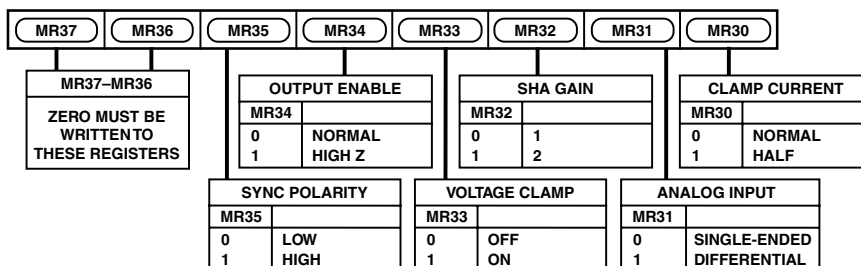 MR37 MR36 MR35 MR34 MR33 MR32 MR31 MR30
MR37–MR36
ZERO MUST BE
WRITTEN TO
THESE REGISTERS
OUTPUT ENABLE
MR34
0 NORMAL
1 HIGH Z
SHA GAIN
MR32
0 1
1 2
CLAMP CURRENT
MR30
0 NORMAL
1 HALF
SYNC POLARITY
MR35
0 LOW
1 HIGH
VOLTAGE CLAMP
MR33
0 OFF
1 ON
ANALOG INPUT
MR31
0 SINGLE-ENDED
1 DIFFERENTIAL